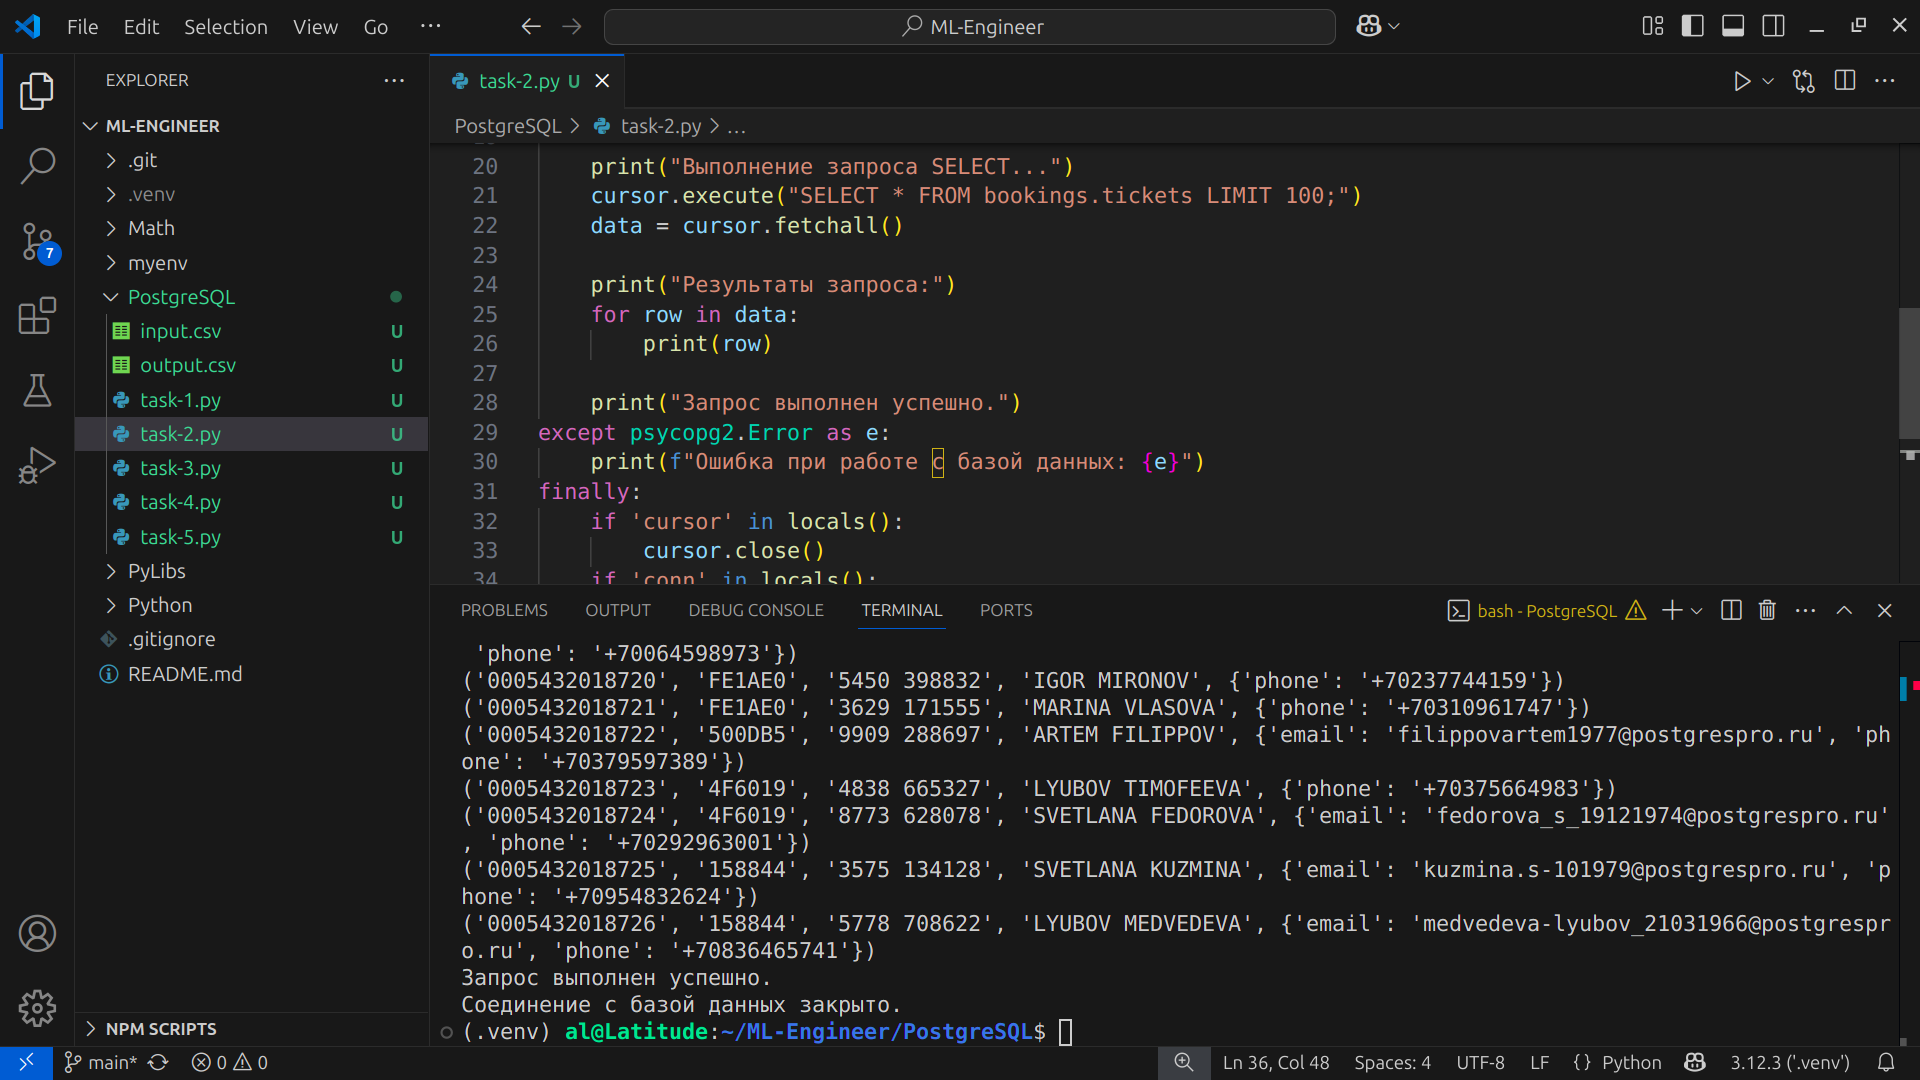 File Edit Selection View Go ··· ML-Engineer
EXPLORER ···
ML-ENGINEER
.git
.venv
Math
7
myenv
PostgreSQL
input.csv U
output.csv U
task-1.py U
task-2.py U
task-3.py U
task-4.py U
task-5.py U
PyLibs
Python
.gitignore
README.md
NPM SCRIPTS
task-2.py U
PostgreSQL > task-2.py > ...
20 print("Выполнение запроса SELECT...")
21 cursor.execute("SELECT * FROM bookings.tickets LIMIT 100;")
22 data = cursor.fetchall()
23
24 print("Результаты запроса:")
25 for row in data:
26 print(row)
27
28 print("Запрос выполнен успешно.")
29 except psycopg2.Error as e:
30 print(f"Ошибка при работе с базой данных: {e}")
31 finally:
32 if 'cursor' in locals():
33 cursor.close()
34 if 'conn' in locals():
PROBLEMS OUTPUT DEBUG CONSOLE TERMINAL PORTS bash - PostgreSQL
'phone': '+70064598973'})
('0005432018720', 'FE1AE0', '5450 398832', 'IGOR MIRONOV', {'phone': '+70237744159'})
('0005432018721', 'FE1AE0', '3629 171555', 'MARINA VLASOVA', {'phone': '+70310961747'})
('0005432018722', '500DB5', '9909 288697', 'ARTEM FILIPPOV', {'email': 'filippovartem1977@postgrespro.ru', 'ph
one': '+70379597389'})
('0005432018723', '4F6019', '4838 665327', 'LYUBOV TIMOFEEVA', {'phone': '+70375664983'})
('0005432018724', '4F6019', '8773 628078', 'SVETLANA FEDOROVA', {'email': 'fedorova_s_19121974@postgrespro.ru'
, 'phone': '+70292963001'})
('0005432018725', '158844', '3575 134128', 'SVETLANA KUZMINA', {'email': 'kuzmina.s-101979@postgrespro.ru', 'p
hone': '+70954832624'})
('0005432018726', '158844', '5778 708622', 'LYUBOV MEDVEDEVA', {'email': 'medvedeva-lyubov_21031966@postgrespr
o.ru', 'phone': '+70836465741'})
Запрос выполнен успешно.
Соединение с базой данных закрыто.
(.venv) al@Latitude:~/ML-Engineer/PostgreSQL$
main* 0 0 Ln 36, Col 48 Spaces: 4 UTF-8 LF {} Python 3.12.3 ('.venv')